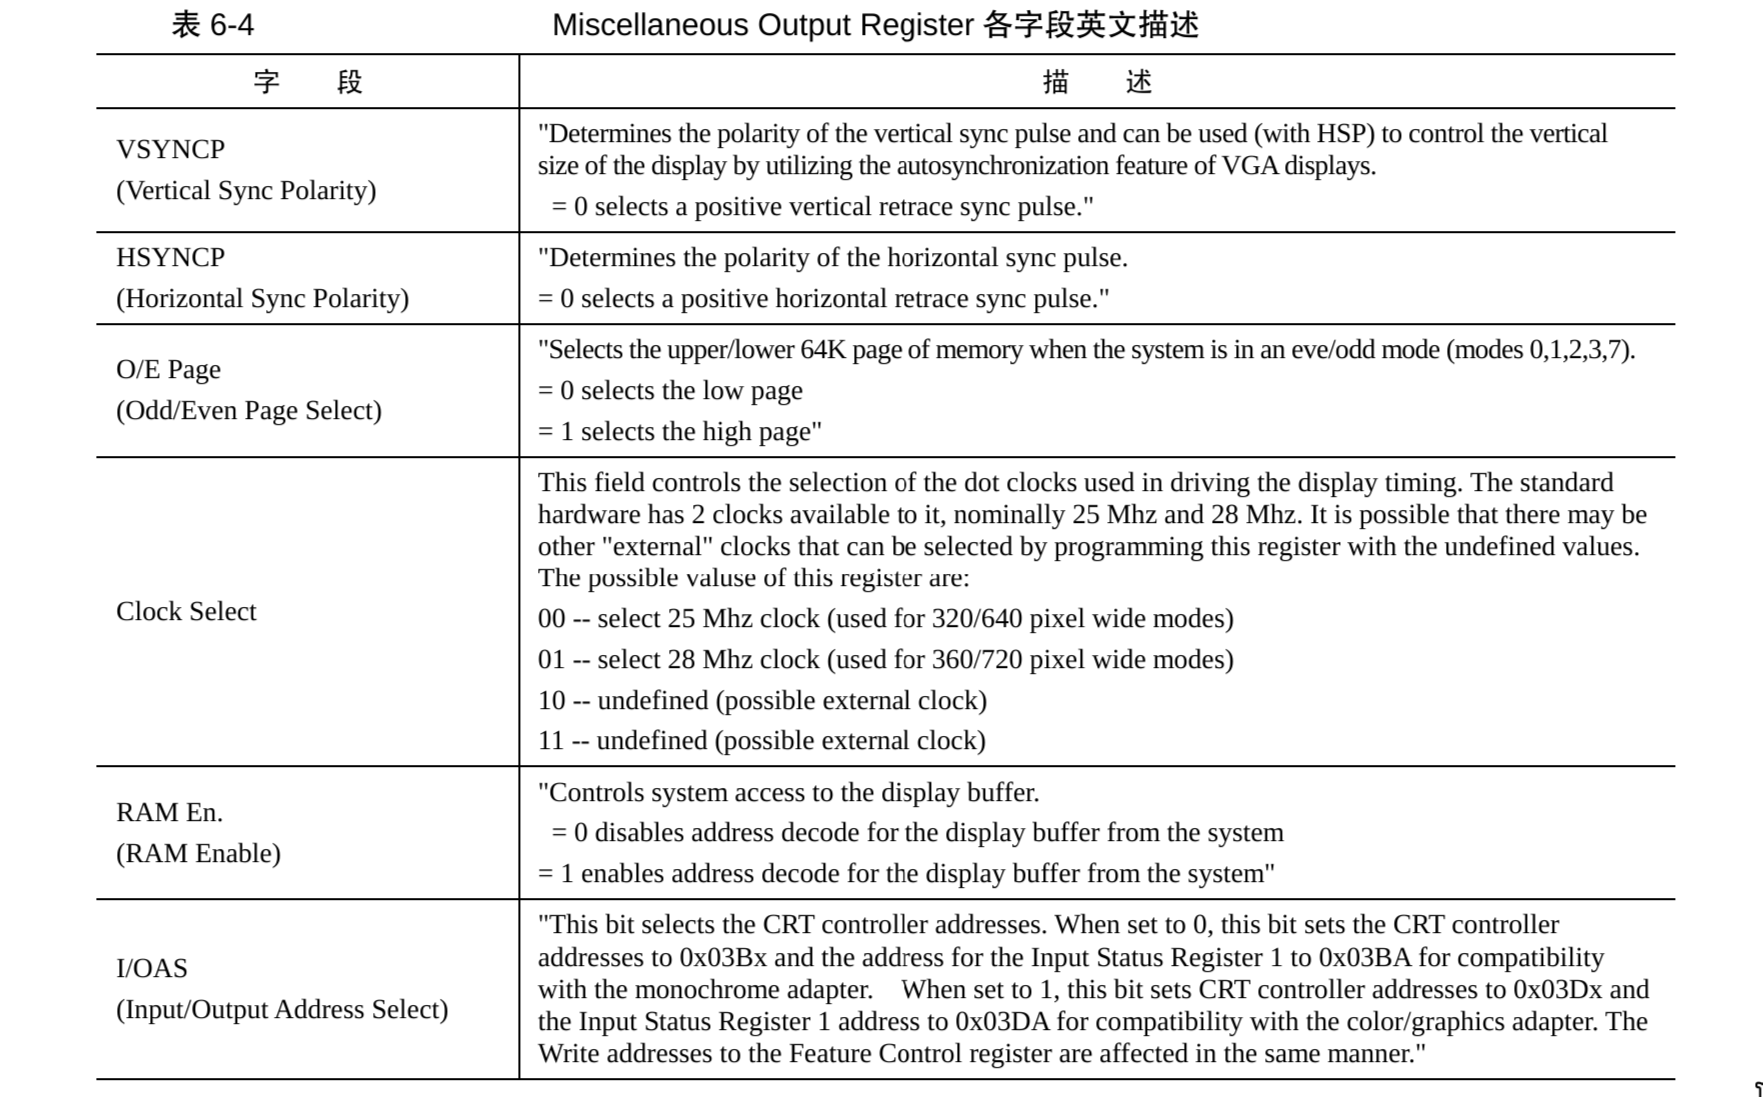 表 6-4 Miscellaneous Output Register 各字段英文描述
字 段 描 述
VSYNCP
(Vertical Sync Polarity)
"Determines the polarity of the vertical sync pulse and can be used (with HSP) to control the vertical
size of the display by utilizing the autosynchronization feature of VGA displays.
= 0 selects a positive vertical retrace sync pulse."
HSYNCP
(Horizontal Sync Polarity)
"Determines the polarity of the horizontal sync pulse.
= 0 selects a positive horizontal retrace sync pulse."
O/E Page
(Odd/Even Page Select)
"Selects the upper/lower 64K page of memory when the system is in an eve/odd mode (modes 0,1,2,3,7).
= 0 selects the low page
= 1 selects the high page"
Clock Select
This field controls the selection of the dot clocks used in driving the display timing. The standard
hardware has 2 clocks available to it, nominally 25 Mhz and 28 Mhz. It is possible that there may be
other "external" clocks that can be selected by programming this register with the undefined values.
The possible valuse of this register are:
00 -- select 25 Mhz clock (used for 320/640 pixel wide modes)
01 -- select 28 Mhz clock (used for 360/720 pixel wide modes)
10 -- undefined (possible external clock)
11 -- undefined (possible external clock)
RAM En.
(RAM Enable)
"Controls system access to the display buffer.
= 0 disables address decode for the display buffer from the system
= 1 enables address decode for the display buffer from the system"
I/OAS
(Input/Output Address Select)
"This bit selects the CRT controller addresses. When set to 0, this bit sets the CRT controller
addresses to 0x03Bx and the address for the Input Status Register 1 to 0x03BA for compatibility
with the monochrome adapter. When set to 1, this bit sets CRT controller addresses to 0x03Dx and
the Input Status Register 1 address to 0x03DA for compatibility with the color/graphics adapter. The
Write addresses to the Feature Control register are affected in the same manner."